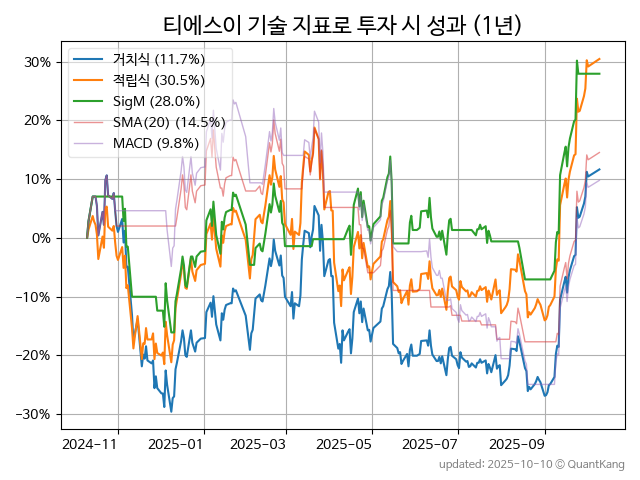 티에스이 기술 지표로 투자 시 성과 (1년)
거치식 (11.7%)
적립식 (30.5%)
SigM (28.0%)
SMA(20) (14.5%)
MACD (9.8%)
30%
20%
10%
0%
−10%
−20%
−30%
2024-11
2025-01
2025-03
2025-05
2025-07
2025-09
updated: 2025-10-10 ⓒ QuantKang